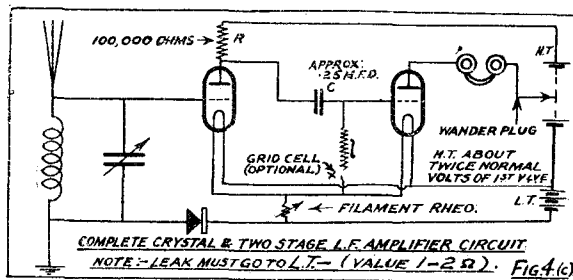 100,000 OHMS
R
APPROX:
.25 M.F.D.
C
P
H.T
WANDER PLUG
H.T. ABOUT
TWICE NORMAL
VOLTS OF 1ST VLVE.
GRID CELL
(OPTIONAL)
FILAMENT RHEO.
L.T.
COMPLETE CRYSTAL & TWO STAGE L.F. AMPLIFIER CIRCUIT
NOTE:- LEAK MUST GO TO L.T- (VALUE 1-2 Ω).
FIG.4.(c)